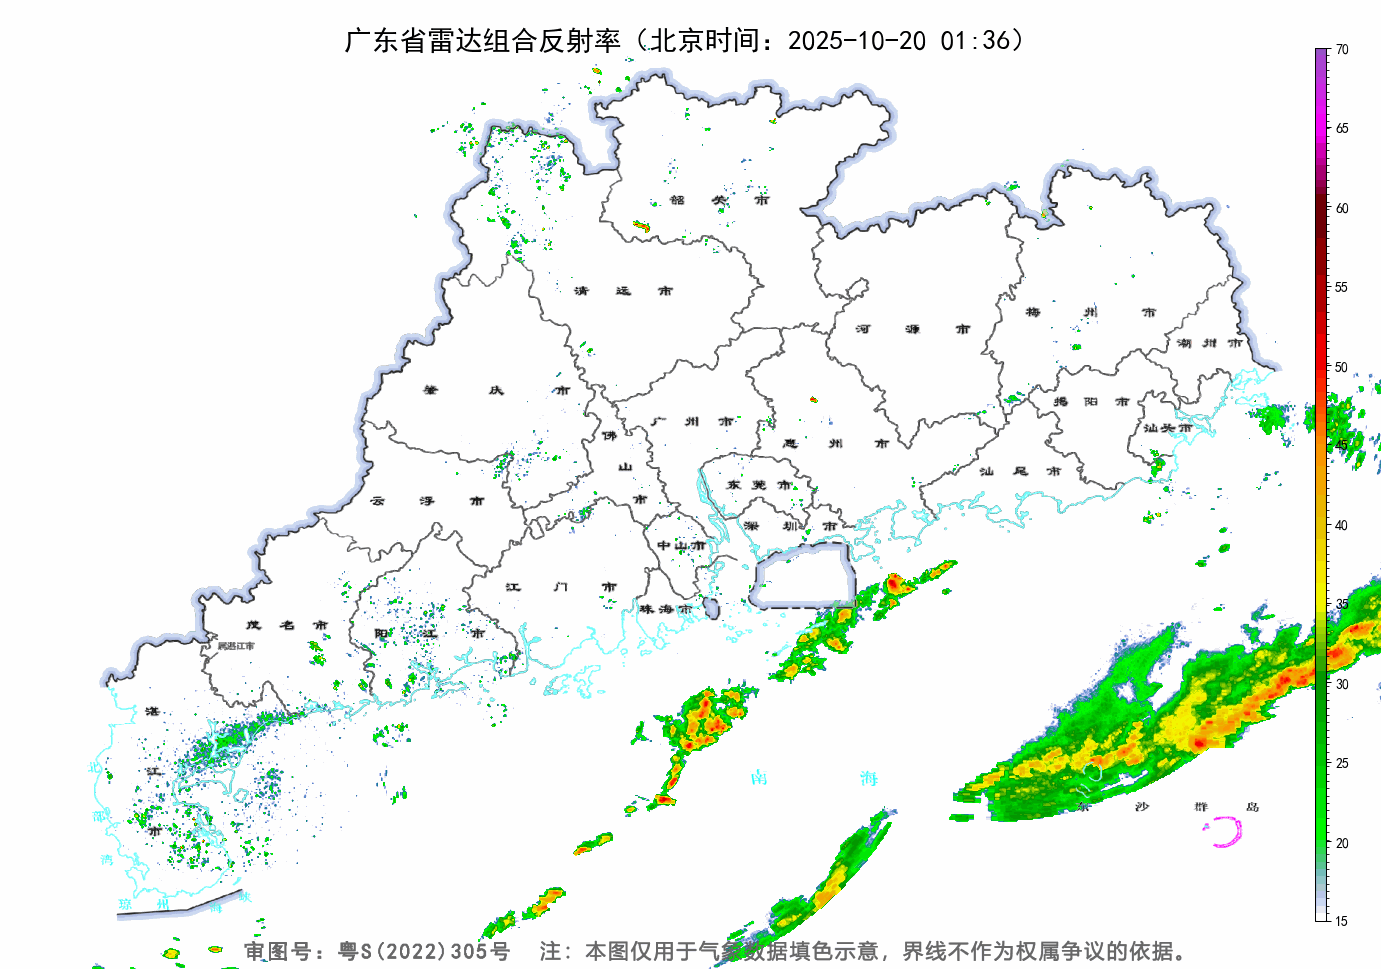 广东省雷达组合反射率（北京时间：2025-10-20 01:36）
70
65
60
55
50
45
40
35
30
25
20
15
韶关市
清远市
河源市
梅州市
潮州市
肇庆市
广州市
佛山市
惠州市
揭阳市
汕头市
汕尾市
云浮市
东莞市
深圳市
中山市
江门市
珠海市
茂名市
阳江市
属湛江市
湛江市
北部湾
琼州海峡
南海
东沙群岛
审图号：粤S(2022)305号 注：本图仅用于气象数据填色示意，界线不作为权属争议的依据。